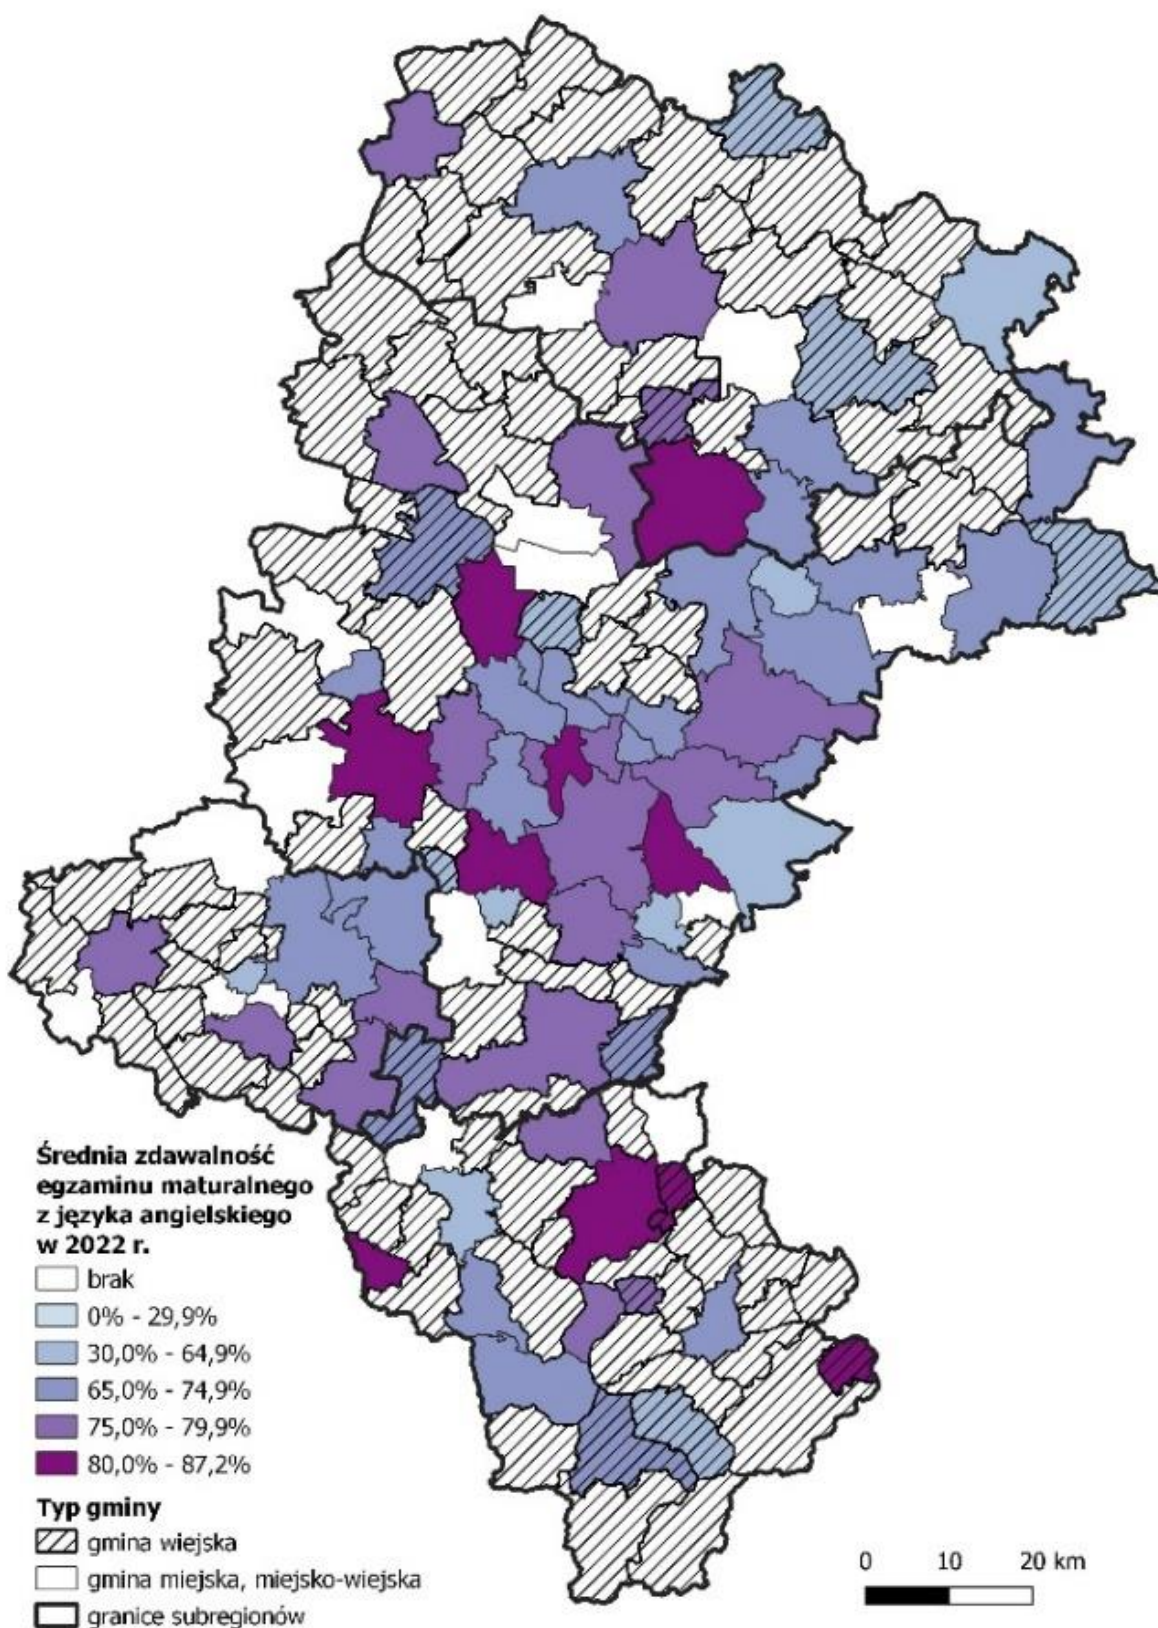 Średnia zdawalność
egzaminu maturalnego
z języka angielskiego
w 2022 r.
brak
0% - 29,9%
30,0% - 64,9%
65,0% - 74,9%
75,0% - 79,9%
80,0% - 87,2%
Typ gminy
gmina wiejska
gmina miejska, miejsko-wiejska
granice subregionów
0 10 20 km